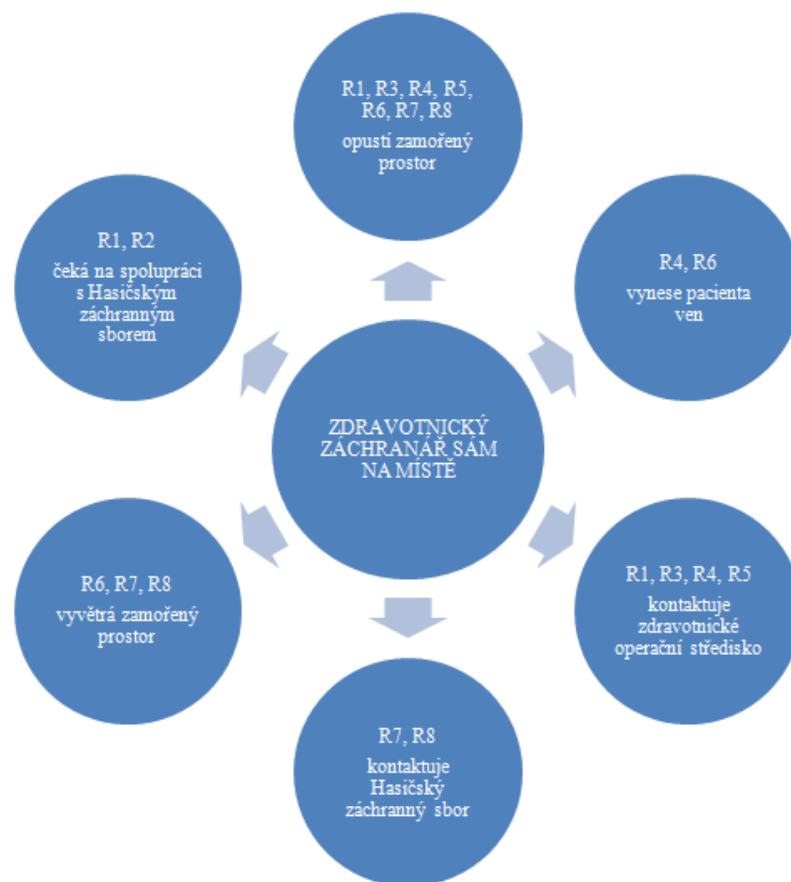 R1, R3, R4, R5,
R6, R7, R8
opustí zamořený
prostor
R4, R6
vynese pacienta
ven
R1, R3, R4, R5
kontaktuje
zdravotnické
operační středisko
R7, R8
kontaktuje
Hasičský
záchranný sbor
R6, R7, R8
vyvětrá zamořený
prostor
R1, R2
čeká na spolupráci
s Hasičským
záchranným
sborem
ZDRAVOTNICKÝ
ZÁCHRANÁŘ SÁM
NA MÍSTĚ